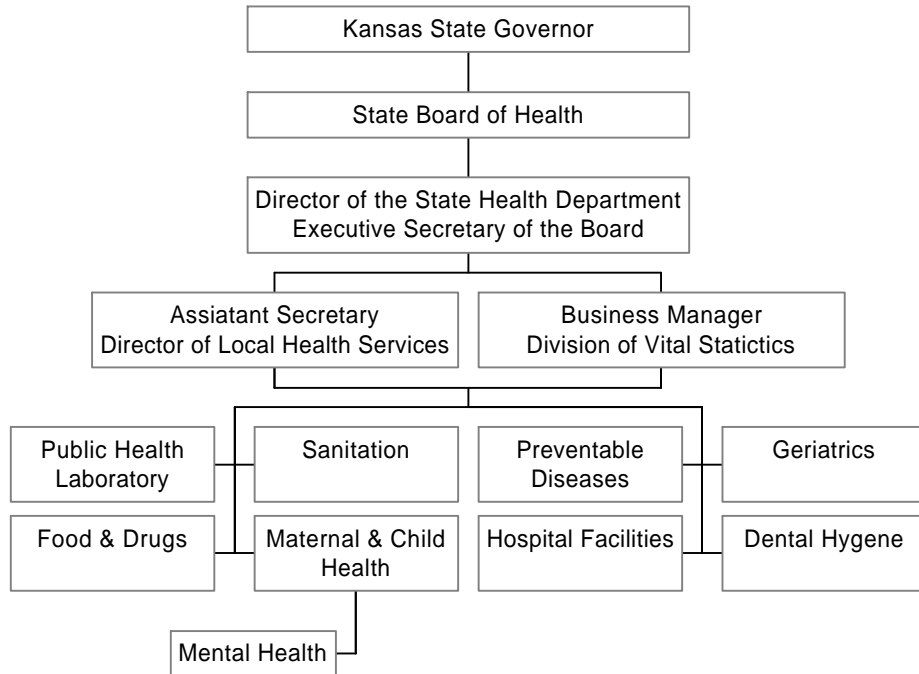 Kansas State Governor
State Board of Health
Director of the State Health Department
Executive Secretary of the Board
Assiatant Secretary
Director of Local Health Services
Business Manager
Division of Vital Statictics
Public Health
Laboratory
Sanitation
Preventable
Diseases
Geriatrics
Food & Drugs
Maternal & Child
Health
Hospital Facilities
Dental Hygene
Mental Health